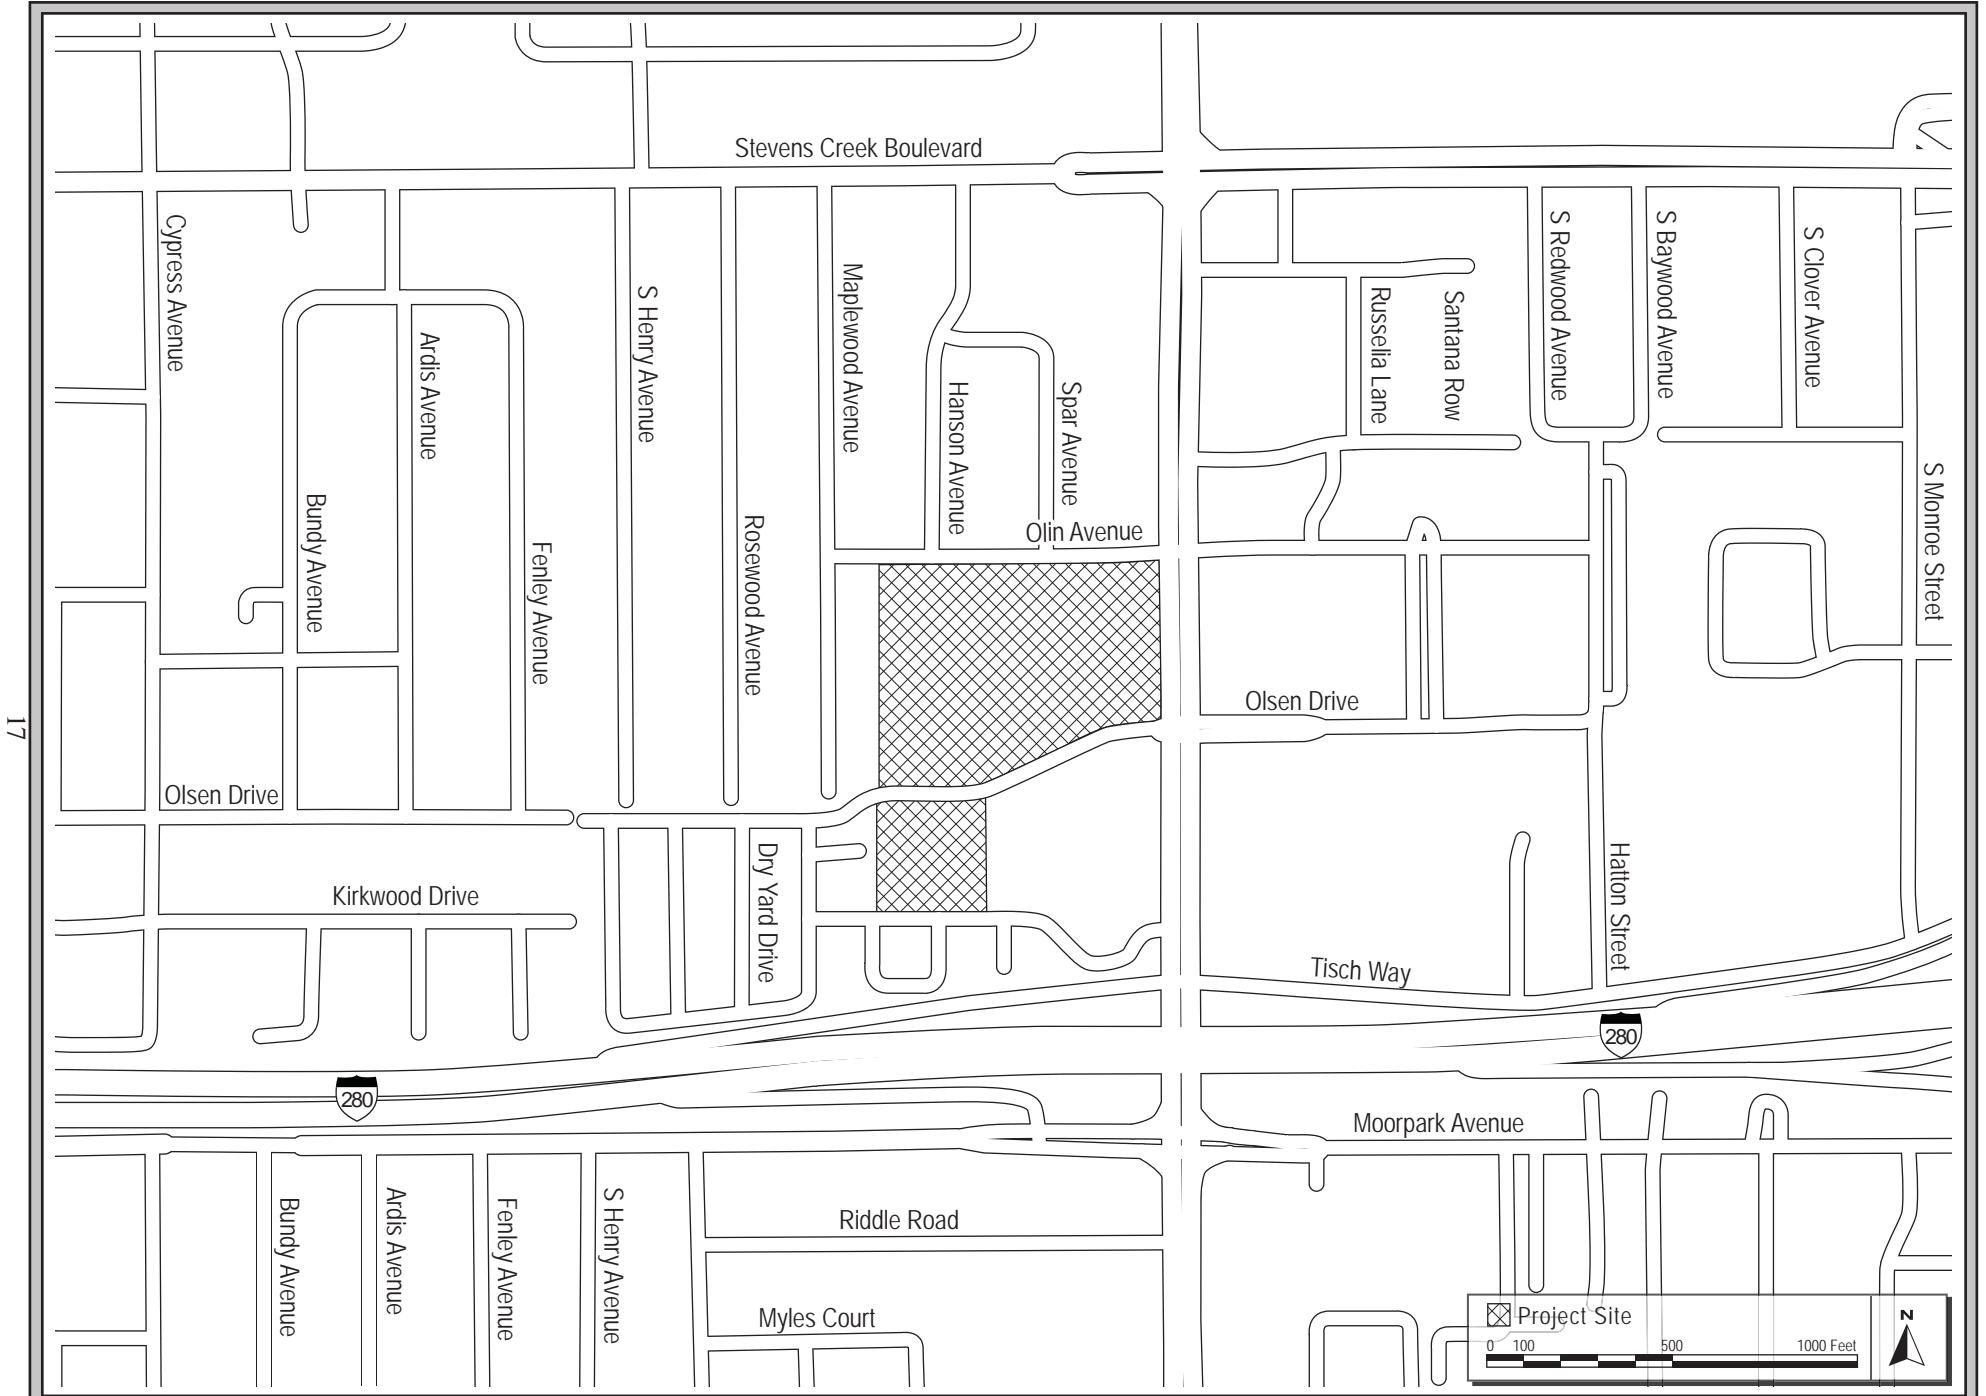 Stevens Creek Boulevard
Cypress Avenue
S Henry Avenue
Maplewood Avenue
Russelia Lane
Santana Row
S Redwood Avenue
S Baywood Avenue
S Clover Avenue
Ardis Avenue
Hanson Avenue
Spar Avenue
S Monroe Street
Bundy Avenue
Fenley Avenue
Rosewood Avenue
Olin Avenue
17
Olsen Drive
Olsen Drive
Kirkwood Drive
Dry Yard Drive
Hatton Street
Tisch Way
280
280
Moorpark Avenue
Bundy Avenue
Ardis Avenue
Fenley Avenue
S Henry Avenue
Riddle Road
Myles Court
Project Site
0 100 500 1000 Feet
N